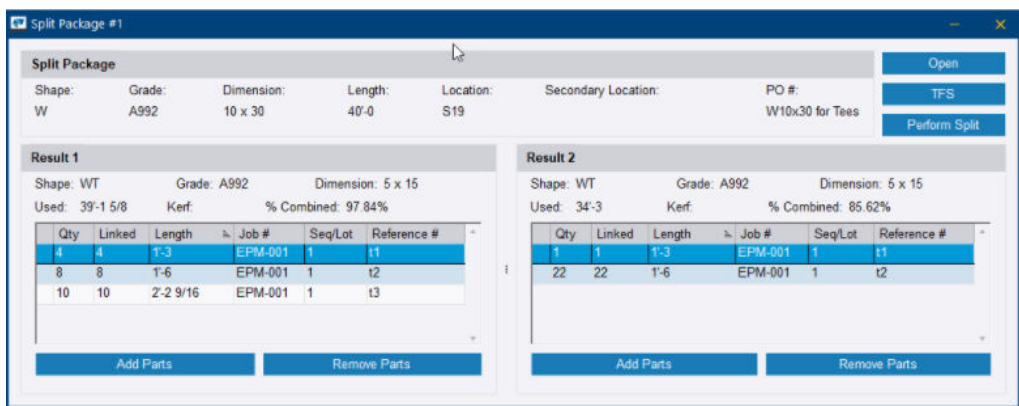 Split Package #1
Split Package
Open
Shape: Grade: Dimension: Length: Location: Secondary Location: PO #:
W A992 10 x 30 40'-0 S19 W10x30 for Tees
TFS
Perform Split
Result 1
Shape: WT Grade: A992 Dimension: 5 x 15
Used: 39'-1 5/8 Kerf: % Combined: 97.84%
Qty Linked Length Job # Seq/Lot Reference #
4 4 1'-3 EPM-001 1 t1
8 8 1'-6 EPM-001 1 t2
10 10 2'-2 9/16 EPM-001 1 t3
Add Parts Remove Parts
Result 2
Shape: WT Grade: A992 Dimension: 5 x 15
Used: 34'-3 Kerf: % Combined: 85.62%
Qty Linked Length Job # Seq/Lot Reference #
1 1 1'-3 EPM-001 1 t1
22 22 1'-6 EPM-001 1 t2
Add Parts Remove Parts